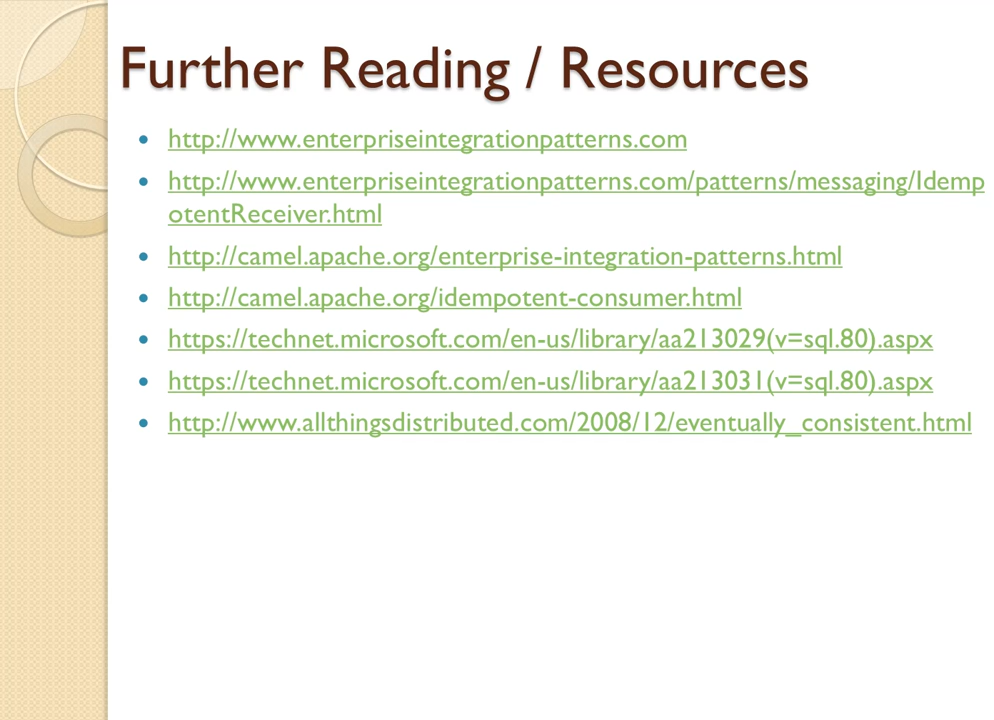 Further Reading / Resources
• http://www.enterpriseintegrationpatterns.com
• http://www.enterpriseintegrationpatterns.com/patterns/messaging/Idemp
otentReceiver.html
• http://camel.apache.org/enterprise-integration-patterns.html
• http://camel.apache.org/idempotent-consumer.html
• https://technet.microsoft.com/en-us/library/aa213029(v=sql.80).aspx
• https://technet.microsoft.com/en-us/library/aa213031(v=sql.80).aspx
• http://www.allthingsdistributed.com/2008/12/eventually_consistent.html